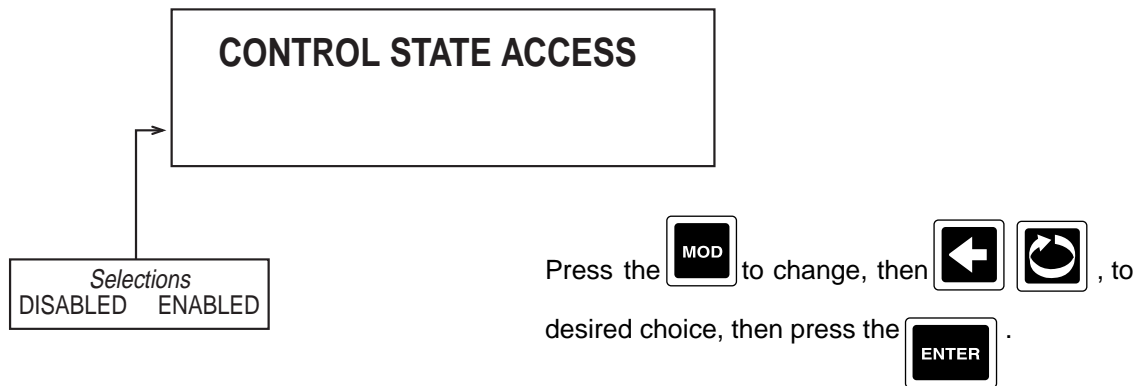 CONTROL STATE ACCESS
Selections
DISABLED ENABLED
Press the MOD to change, then , to
desired choice, then press the ENTER .